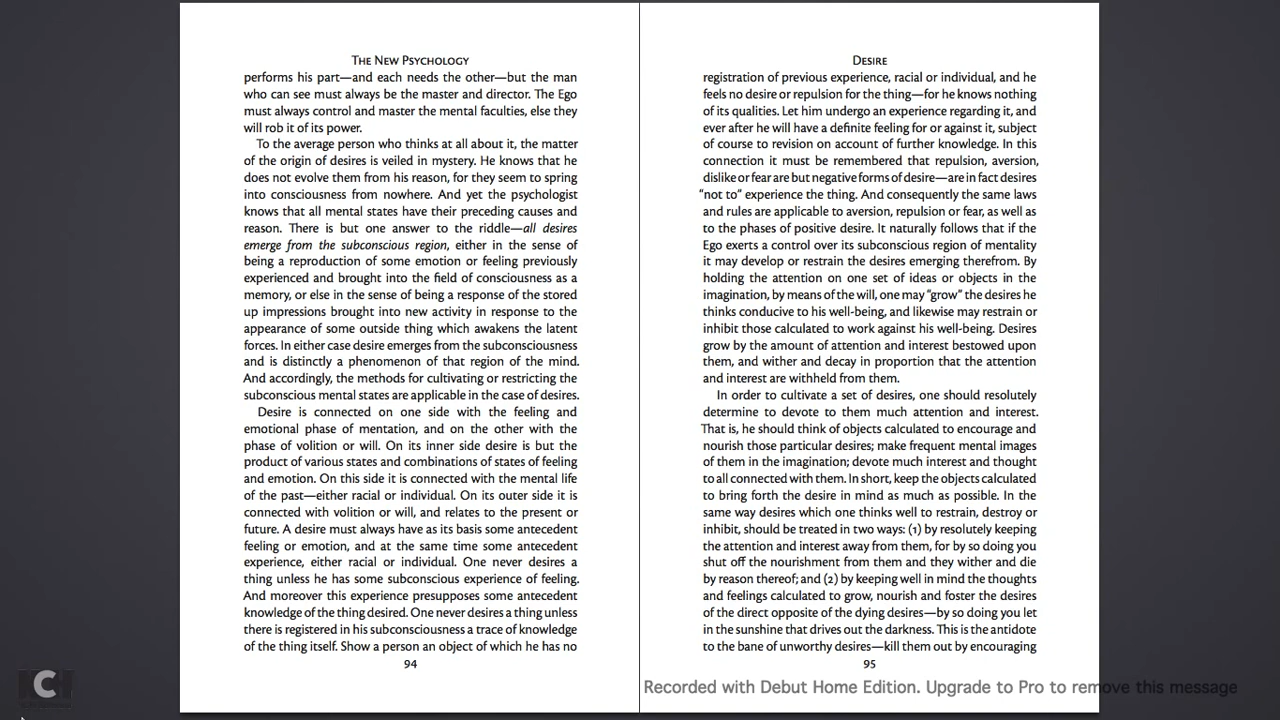 The New Psychology
performs his part—and each needs the other—but the man
who can see must always be the master and director. The Ego
must always control and master the mental faculties, else they
will rob it of its power.
To the average person who thinks at all about it, the matter
of the origin of desires is veiled in mystery. He knows that he
does not evolve them from his reason, for they seem to spring
into consciousness from nowhere. And yet the psychologist
knows that all mental states have their preceding causes and
reason. There is but one answer to the riddle—all desires
emerge from the subconscious region, either in the sense of
being a reproduction of some emotion or feeling previously
experienced and brought into the field of consciousness as a
memory, or else in the sense of being a response of the stored
up impressions brought into new activity in response to the
appearance of some outside thing which awakens the latent
forces. In either case desire emerges from the subconsciousness
and is distinctly a phenomenon of that region of the mind.
And accordingly, the methods for cultivating or restricting the
subconscious mental states are applicable in the case of desires.
Desire is connected on one side with the feeling and
emotional phase of mentation, and on the other with the
phase of volition or will. On its inner side desire is but the
product of various states and combinations of states of feeling
and emotion. On this side it is connected with the mental life
of the past—either racial or individual. On its outer side it is
connected with volition or will, and relates to the present or
future. A desire must always have as its basis some antecedent
feeling or emotion, and at the same time some antecedent
experience, either racial or individual. One never desires a
thing unless he has some subconscious experience of feeling.
And moreover this experience presupposes some antecedent
knowledge of the thing desired. One never desires a thing unless
there is registered in his subconsciousness a trace of knowledge
of the thing itself. Show a person an object of which he has no
94
Desire
registration of previous experience, racial or individual, and he
feels no desire or repulsion for the thing—for he knows nothing
of its qualities. Let him undergo an experience regarding it, and
ever after he will have a definite feeling for or against it, subject
of course to revision on account of further knowledge. In this
connection it must be remembered that repulsion, aversion,
dislike or fear are but negative forms of desire—are in fact desires
"not to" experience the thing. And consequently the same laws
and rules are applicable to aversion, repulsion or fear, as well as
to the phases of positive desire. It naturally follows that if the
Ego exerts a control over its subconscious region of mentality
it may develop or restrain the desires emerging therefrom. By
holding the attention on one set of ideas or objects in the
imagination, by means of the will, one may "grow" the desires he
thinks conducive to his well-being, and likewise may restrain or
inhibit those calculated to work against his well-being. Desires
grow by the amount of attention and interest bestowed upon
them, and wither and decay in proportion that the attention
and interest are withheld from them.
In order to cultivate a set of desires, one should resolutely
determine to devote to them much attention and interest.
That is, he should think of objects calculated to encourage and
nourish those particular desires; make frequent mental images
of them in the imagination; devote much interest and thought
to all connected with them. In short, keep the objects calculated
to bring forth the desire in mind as much as possible. In the
same way desires which one thinks well to restrain, destroy or
inhibit, should be treated in two ways: (1) by resolutely keeping
the attention and interest away from them, for by so doing you
shut off the nourishment from them and they wither and die
by reason thereof; and (2) by keeping well in mind the thoughts
and feelings calculated to grow, nourish and foster the desires
of the direct opposite of the dying desires—by so doing you let
in the sunshine that drives out the darkness. This is the antidote
to the bane of unworthy desires—kill them out by encouraging
95
Recorded with Debut Home Edition. Upgrade to Pro to remove this message